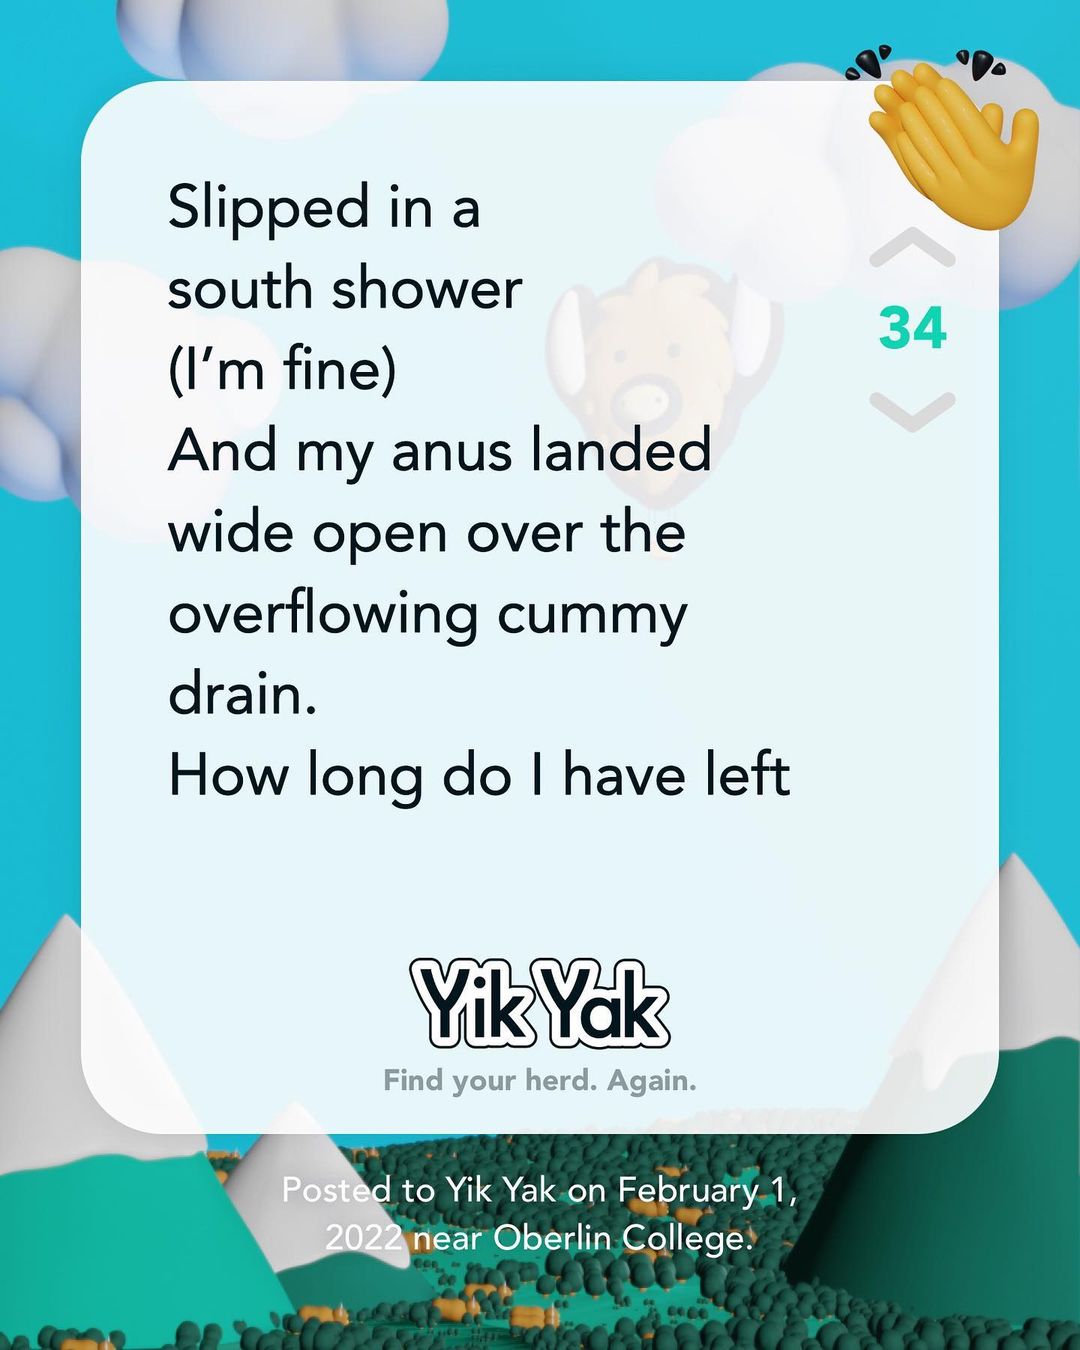 Slipped in a
south shower
(I’m fine)
And my anus landed
wide open over the
overflowing cummy
drain.
How long do I have left
34
Yik Yak
Find your herd. Again.
Posted to Yik Yak on February 1,
2022 near Oberlin College.